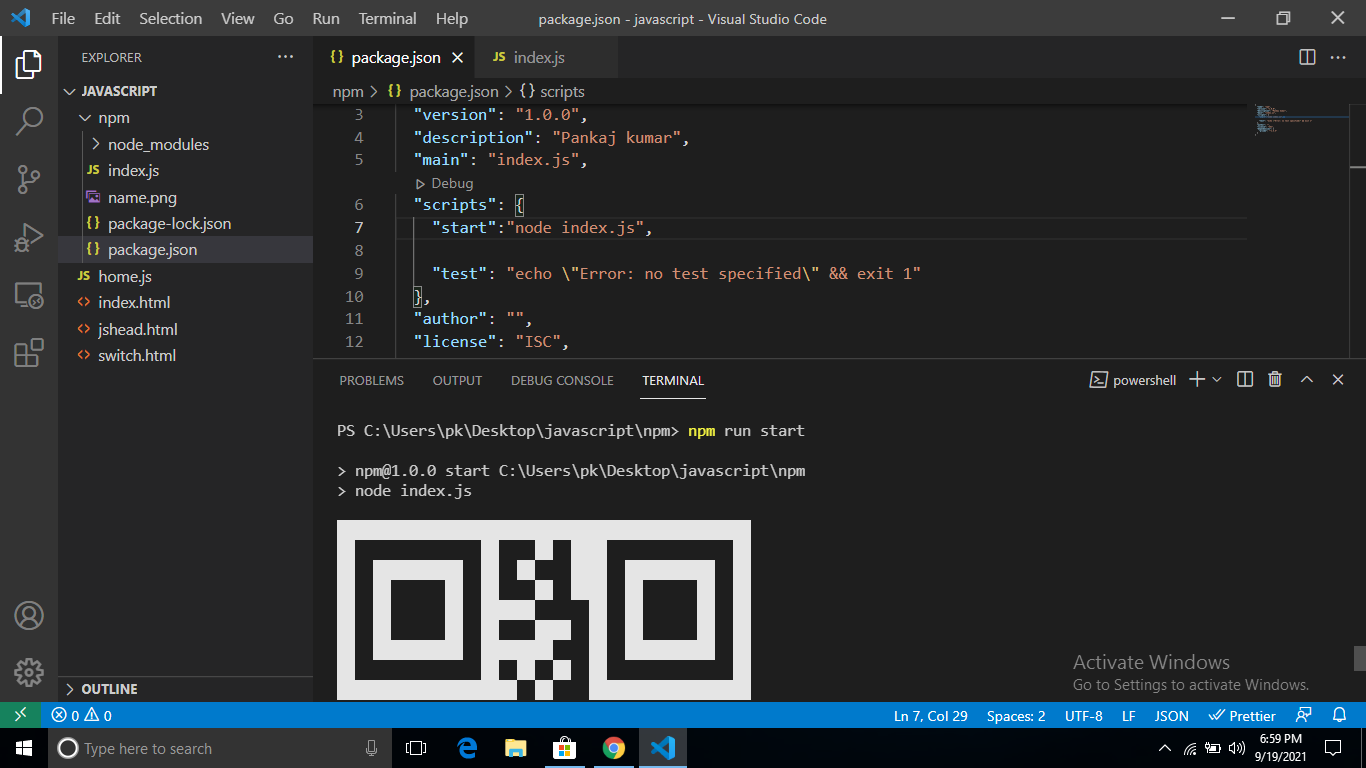 File Edit Selection View Go Run Terminal Help package.json - javascript - Visual Studio Code
EXPLORER
JAVASCRIPT
npm
node_modules
JS index.js
name.png
{} package-lock.json
{} package.json
JS home.js
<> index.html
<> jshead.html
<> switch.html
OUTLINE
{} package.json JS index.js
npm > {} package.json > {} scripts
3 "version": "1.0.0",
4 "description": "Pankaj kumar",
5 "main": "index.js",
Debug
6 "scripts": {
7 "start":"node index.js",
8
9 "test": "echo \"Error: no test specified\" && exit 1"
10 },
11 "author": "",
12 "license": "ISC",
PROBLEMS OUTPUT DEBUG CONSOLE TERMINAL powershell
PS C:\Users\pk\Desktop\javascript\npm> npm run start
> npm@1.0.0 start C:\Users\pk\Desktop\javascript\npm
> node index.js
Activate Windows
Go to Settings to activate Windows.
0 0 Ln 7, Col 29 Spaces: 2 UTF-8 LF JSON Prettier
Type here to search
6:59 PM
9/19/2021